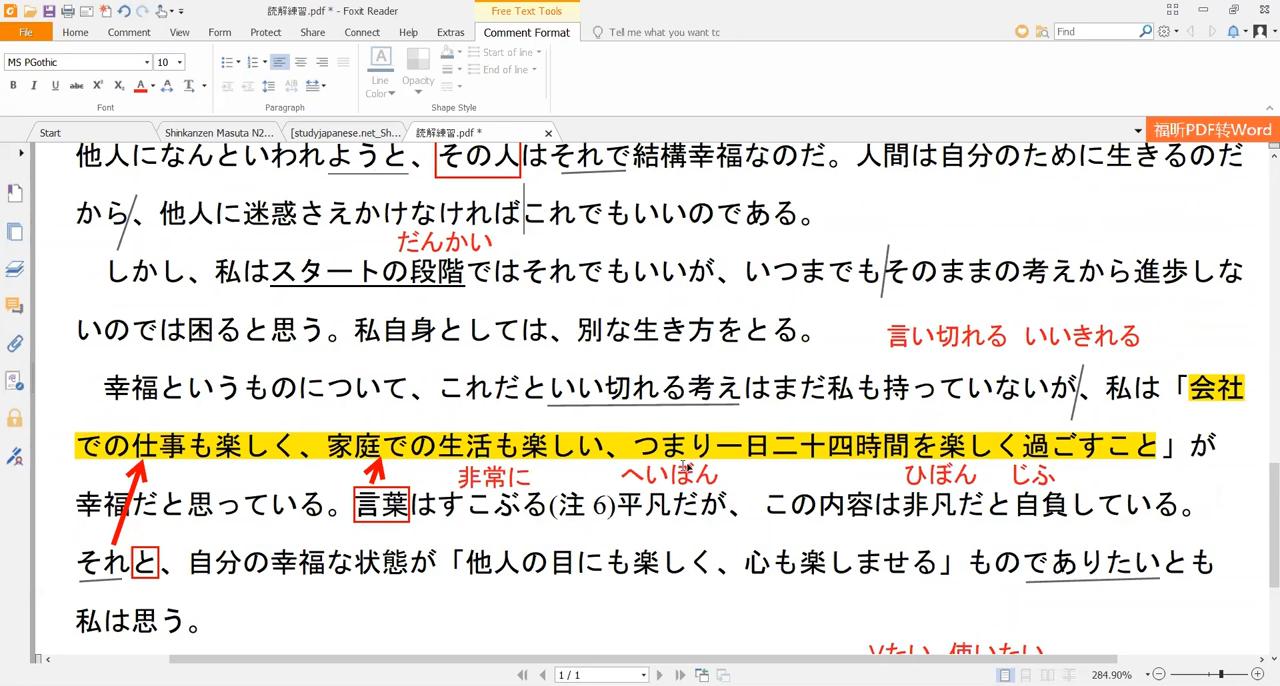 読解練習.pdf * - Foxit Reader
Free Text Tools
File Home Comment View Form Protect Share Connect Help Extras Comment Format Tell me what you want tc Find
MS PGothic 10 Line Color Opacity Start of line End of line
Font Paragraph Shape Style
Start Shinkanzen Masuta N2... [studyjapanese.net_Sh... 読解練習.pdf * 福昕PDF转Word
他人になんといわれようと、その人はそれで結構幸福なのだ。人間は自分のために生きるのだ
から、他人に迷惑さえかけなければこれでもいいのである。
だんかい
しかし、私はスタートの段階ではそれでもいいが、いつまでもそのままの考えから進歩しな
いのでは困ると思う。私自身としては、別な生き方をとる。
言い切れる いいきれる
幸福というものについて、これだといい切れる考えはまだ私も持っていないが、私は「会社
での仕事も楽しく、家庭での生活も楽しい、つまり一日二十四時間を楽しく過ごすこと」が
非常に へいぼん ひぼん じふ
幸福だと思っている。言葉はすこぶる(注 6)平凡だが、 この内容は非凡だと自負している。
それと、自分の幸福な状態が「他人の目にも楽しく、心も楽しませる」ものでありたいとも
私は思う。
Vたい 使いたい
1 / 1 284.90%